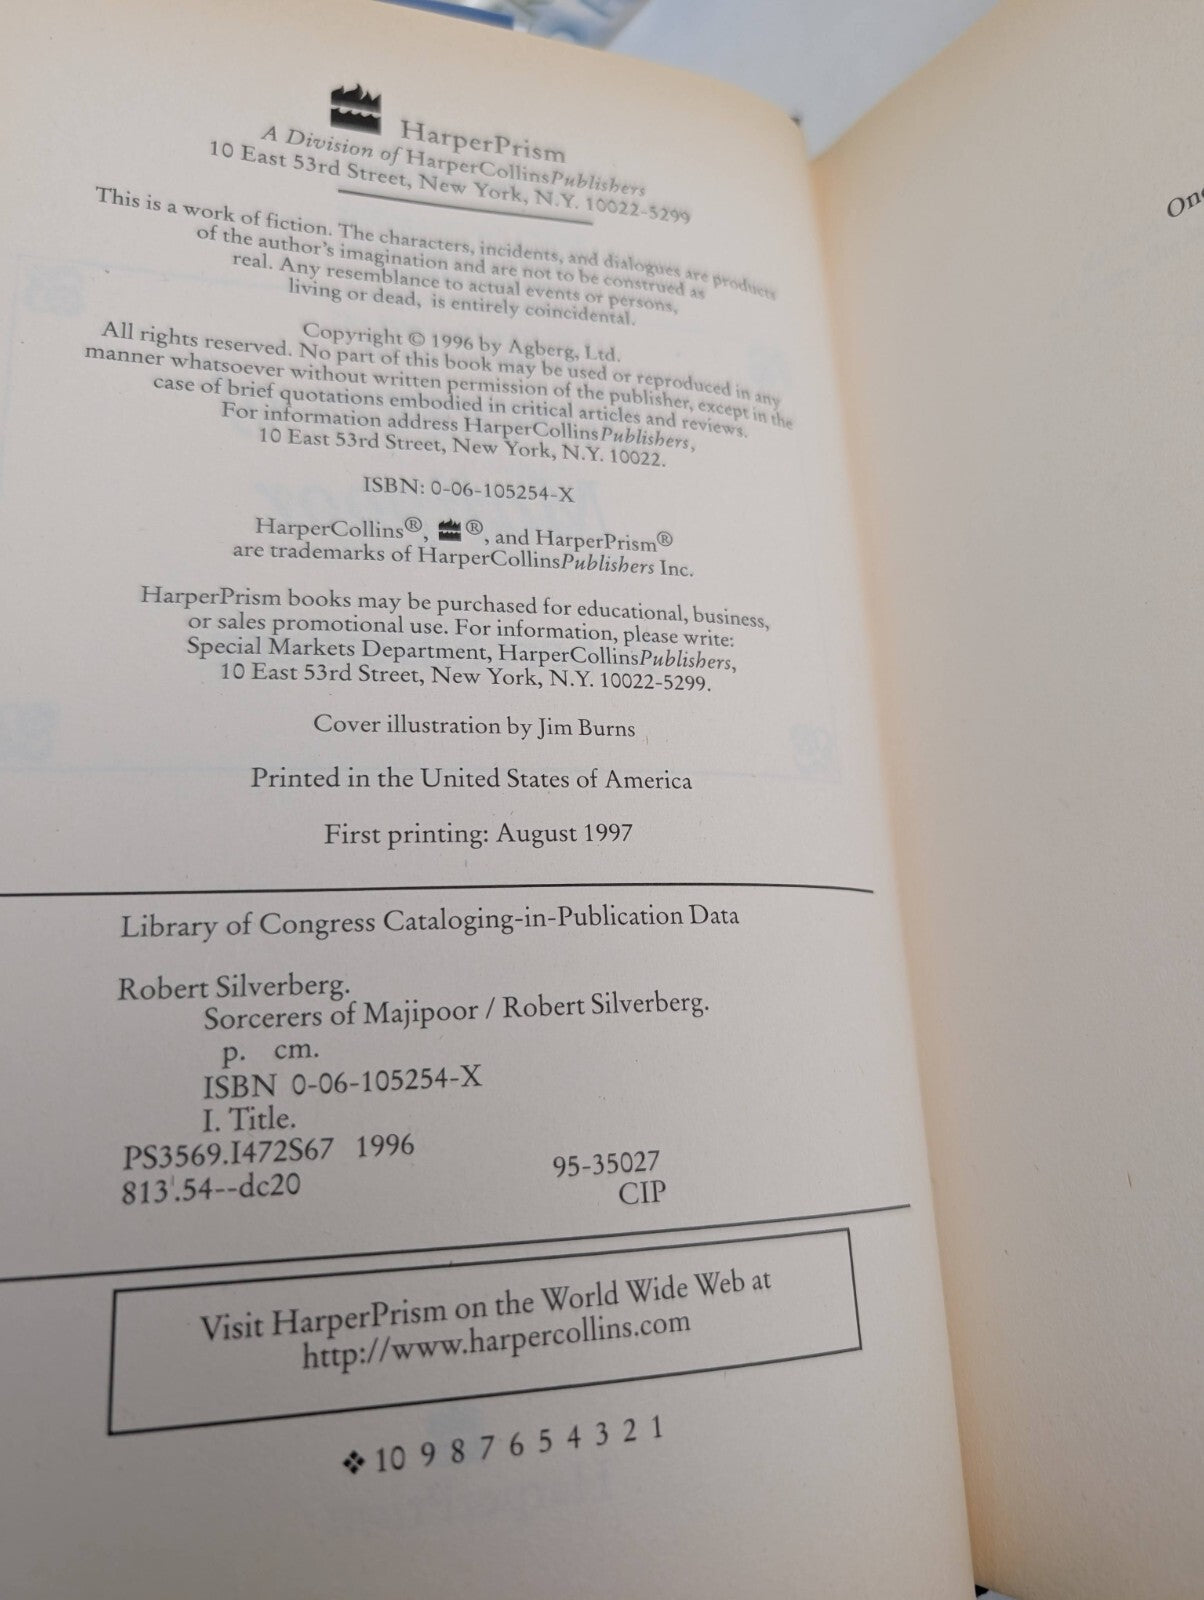 HarperPrism
A Division of HarperCollinsPublishers
10 East 53rd Street, New York, N.Y. 10022-5299
This is a work of fiction. The characters, incidents, and dialogues are products
of the author's imagination and are not to be construed as
real. Any resemblance to actual events or persons,
living or dead, is entirely coincidental.
Copyright © 1996 by Agberg, Ltd.
All rights reserved. No part of this book may be used or reproduced in any
manner whatsoever without written permission of the publisher, except in the
case of brief quotations embodied in critical articles and reviews.
For information address HarperCollinsPublishers,
10 East 53rd Street, New York, N.Y. 10022.
ISBN: 0-06-105254-X
HarperCollins®, ®, and HarperPrism®
are trademarks of HarperCollinsPublishers Inc.
HarperPrism books may be purchased for educational, business,
or sales promotional use. For information, please write:
Special Markets Department, HarperCollinsPublishers,
10 East 53rd Street, New York, N.Y. 10022-5299.
Cover illustration by Jim Burns
Printed in the United States of America
First printing: August 1997
Library of Congress Cataloging-in-Publication Data
Robert Silverberg.
Sorcerers of Majipoor / Robert Silverberg.
p. cm.
ISBN 0-06-105254-X
I. Title.
PS3569.I472S67 1996
813'.54--dc20
95-35027
CIP
Visit HarperPrism on the World Wide Web at
http://www.harpercollins.com
❖ 10 9 8 7 6 5 4 3 2 1